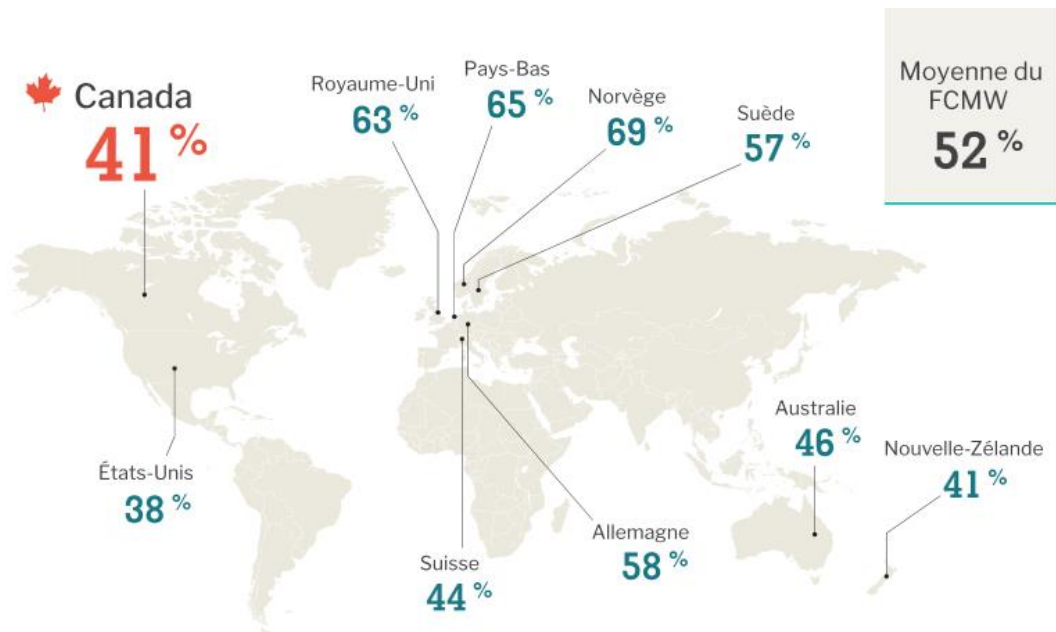 Canada
41 %
Royaume-Uni
63 %
Pays-Bas
65 %
Norvège
69 %
Suède
57 %
Moyenne du
FCMW
52 %
États-Unis
38 %
Suisse
44 %
Allemagne
58 %
Australie
46 %
Nouvelle-Zélande
41 %